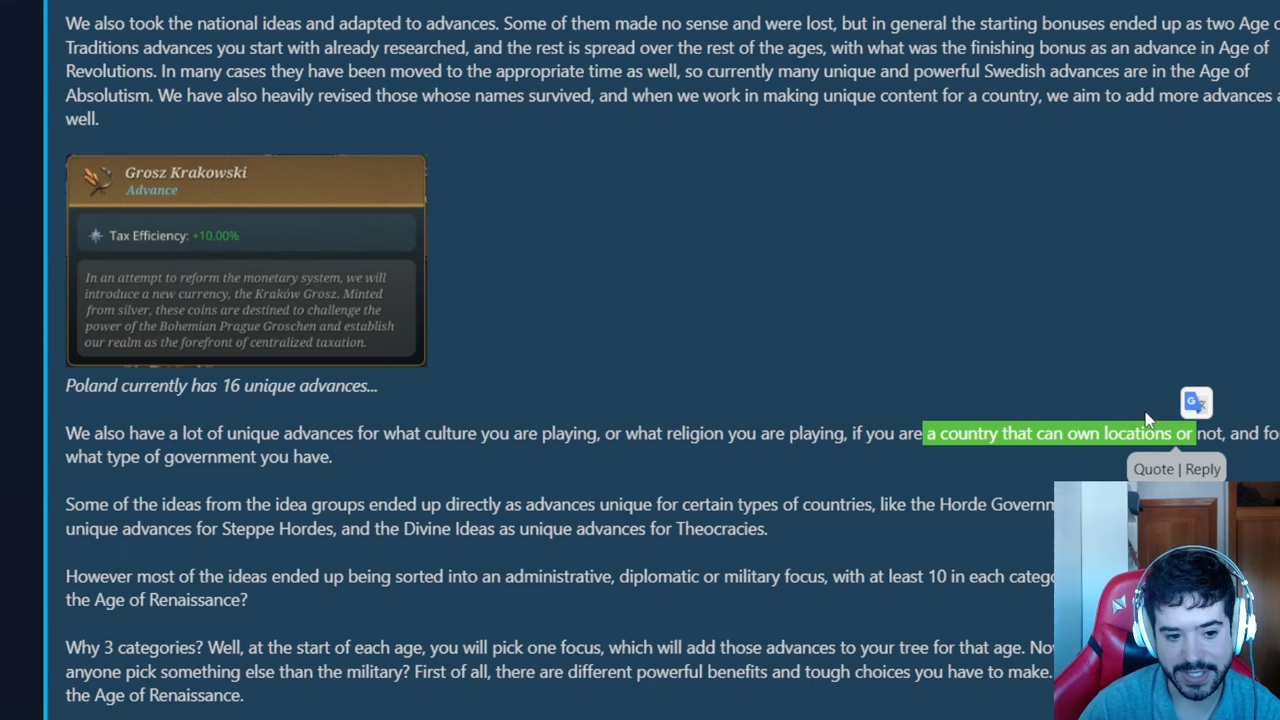 We also took the national ideas and adapted to advances. Some of them made no sense and were lost, but in general the starting bonuses ended up as two Age
Traditions advances you start with already researched, and the rest is spread over the rest of the ages, with what was the finishing bonus as an advance in Age of
Revolutions. In many cases they have been moved to the appropriate time as well, so currently many unique and powerful Swedish advances are in the Age of
Absolutism. We have also heavily revised those whose names survived, and when we work in making unique content for a country, we aim to add more advances
well.
Grosz Krakowski
Advance
Tax Efficiency: +10.00%
In an attempt to reform the monetary system, we will
introduce a new currency, the Kraków Grosz. Minted
from silver, these coins are destined to challenge the
power of the Bohemian Prague Groschen and establish
our realm as the forefront of centralized taxation.
Poland currently has 16 unique advances...
We also have a lot of unique advances for what culture you are playing, or what religion you are playing, if you are a country that can own locations or not, and fo
what type of government you have.
Quote | Reply
Some of the ideas from the idea groups ended up directly as advances unique for certain types of countries, like the Horde Governm
unique advances for Steppe Hordes, and the Divine Ideas as unique advances for Theocracies.
However most of the ideas ended up being sorted into an administrative, diplomatic or military focus, with at least 10 in each catego
the Age of Renaissance?
Why 3 categories? Well, at the start of each age, you will pick one focus, which will add those advances to your tree for that age. No
anyone pick something else than the military? First of all, there are different powerful benefits and tough choices you have to make.
the Age of Renaissance.